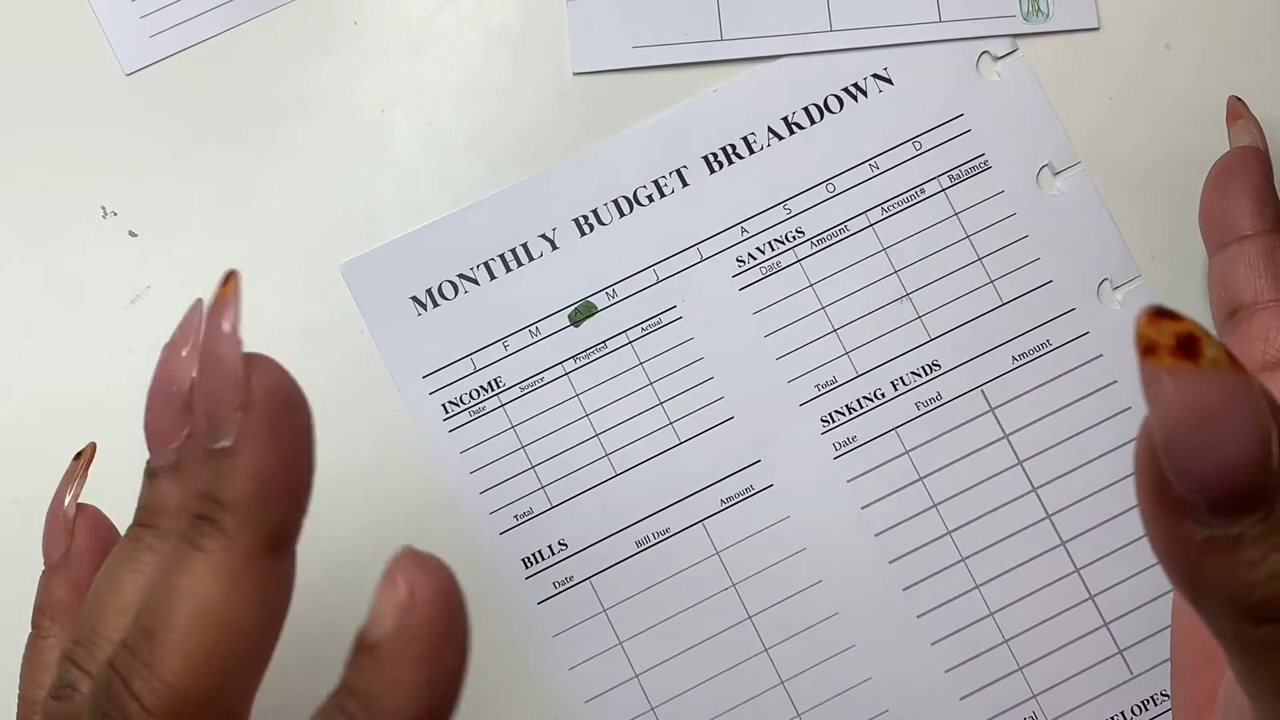 MONTHLY BUDGET BREAKDOWN
J F M A M J J A S O N D
INCOME
Date Source Projected Actual
Total
BILLS
Date Bill Due Amount
SAVINGS
Date Amount Account# Balance
Total
SINKING FUNDS
Date Fund Amount